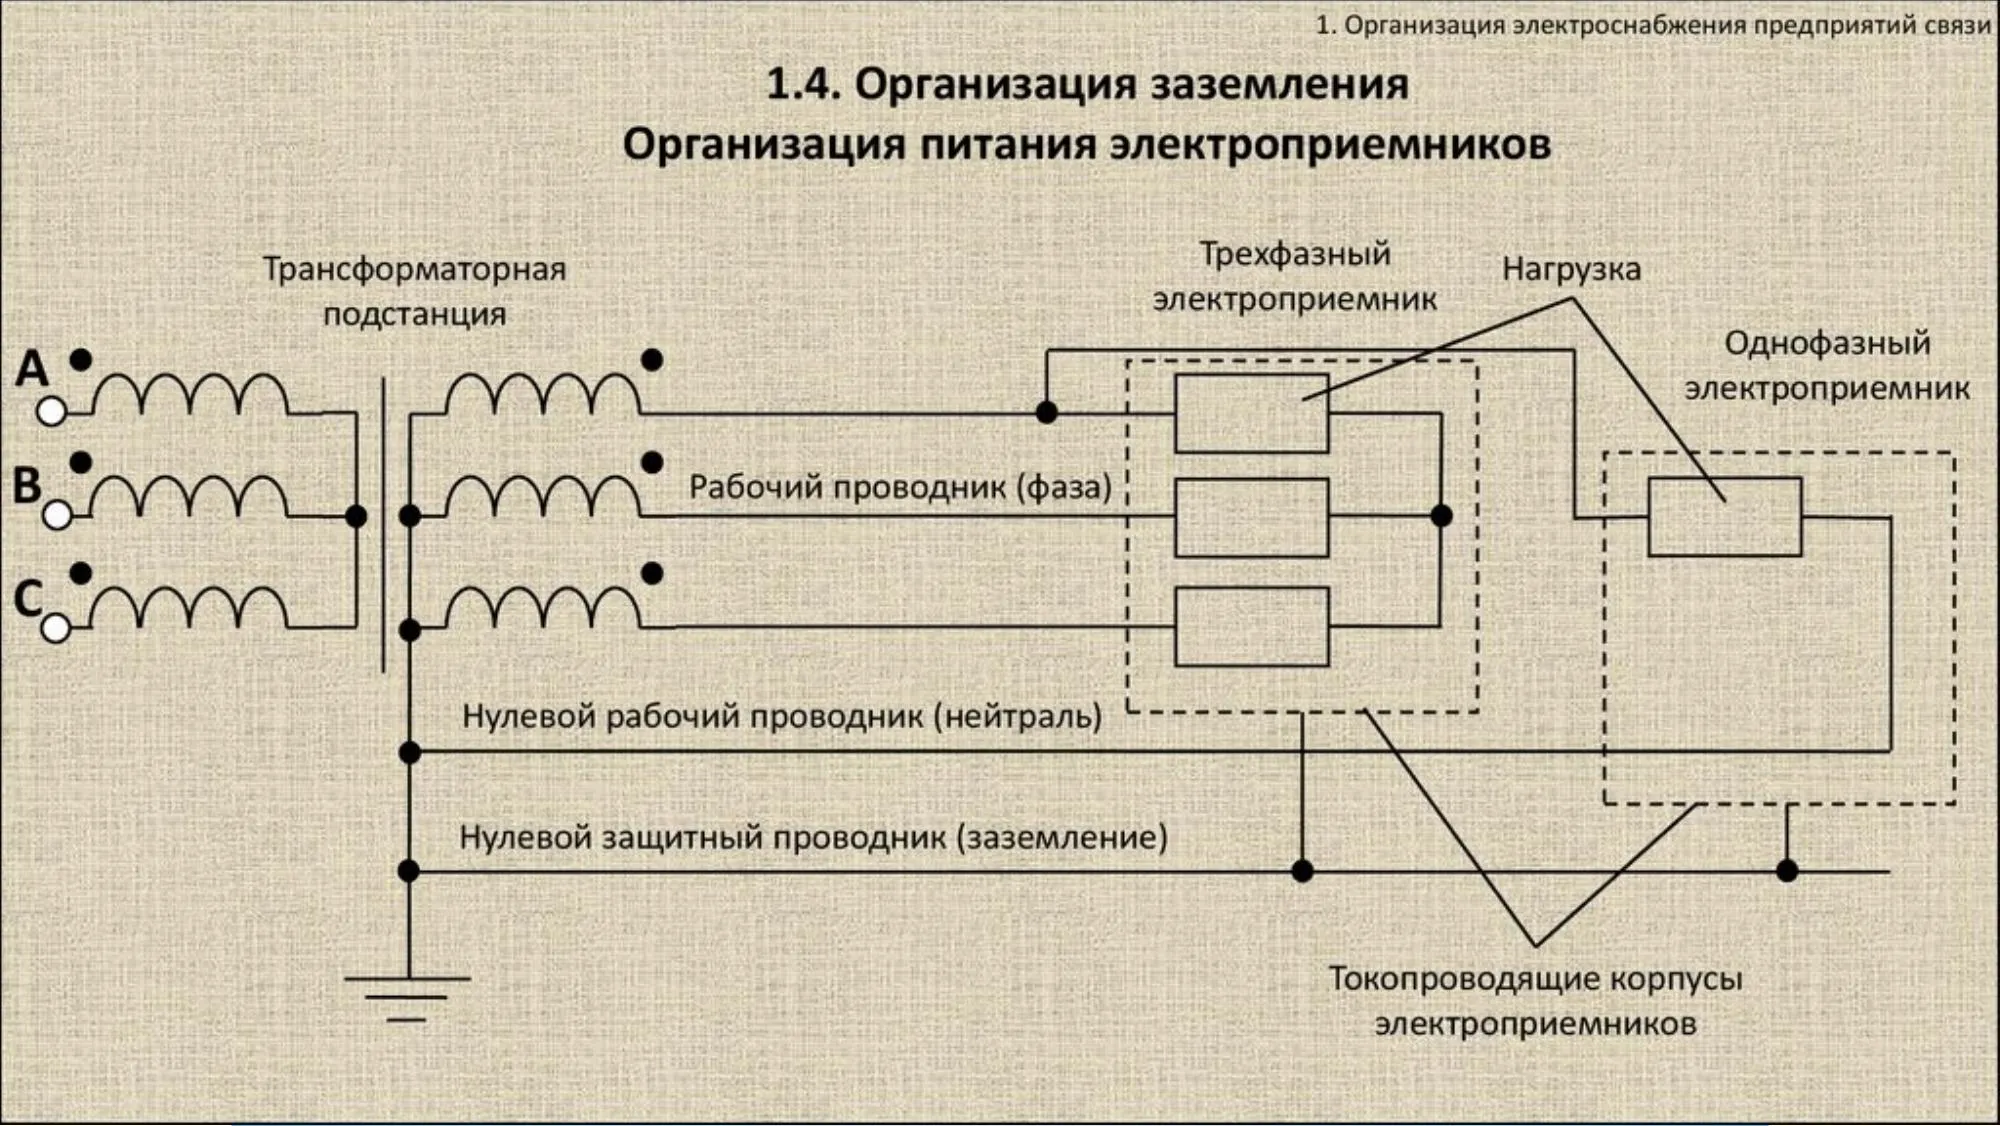 1. Организация электроснабжения предприятий связи
1.4. Организация заземления
Организация питания электроприемников
Трансформаторная
подстанция
Трехфазный
электроприемник
Нагрузка
Однофазный
электроприемник
A
B
C
Рабочий проводник (фаза)
Нулевой рабочий проводник (нейтраль)
Нулевой защитный проводник (заземление)
Токопроводящие корпусы
электроприемников